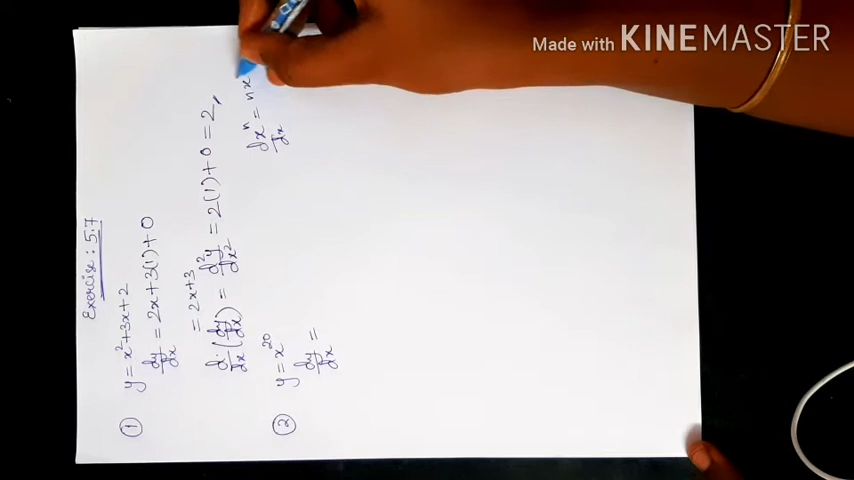 Made with KINEMASTER
Exercise : 5.7
① y = x² + 3x + 2
dy/dx = 2x + 3(1) + 0
= 2x + 3
d/dx (dy/dx) = d²y/dx² = 2(1) + 0 = 2,
② y = x²⁰
dxⁿ/dx = nx
dy/dx =